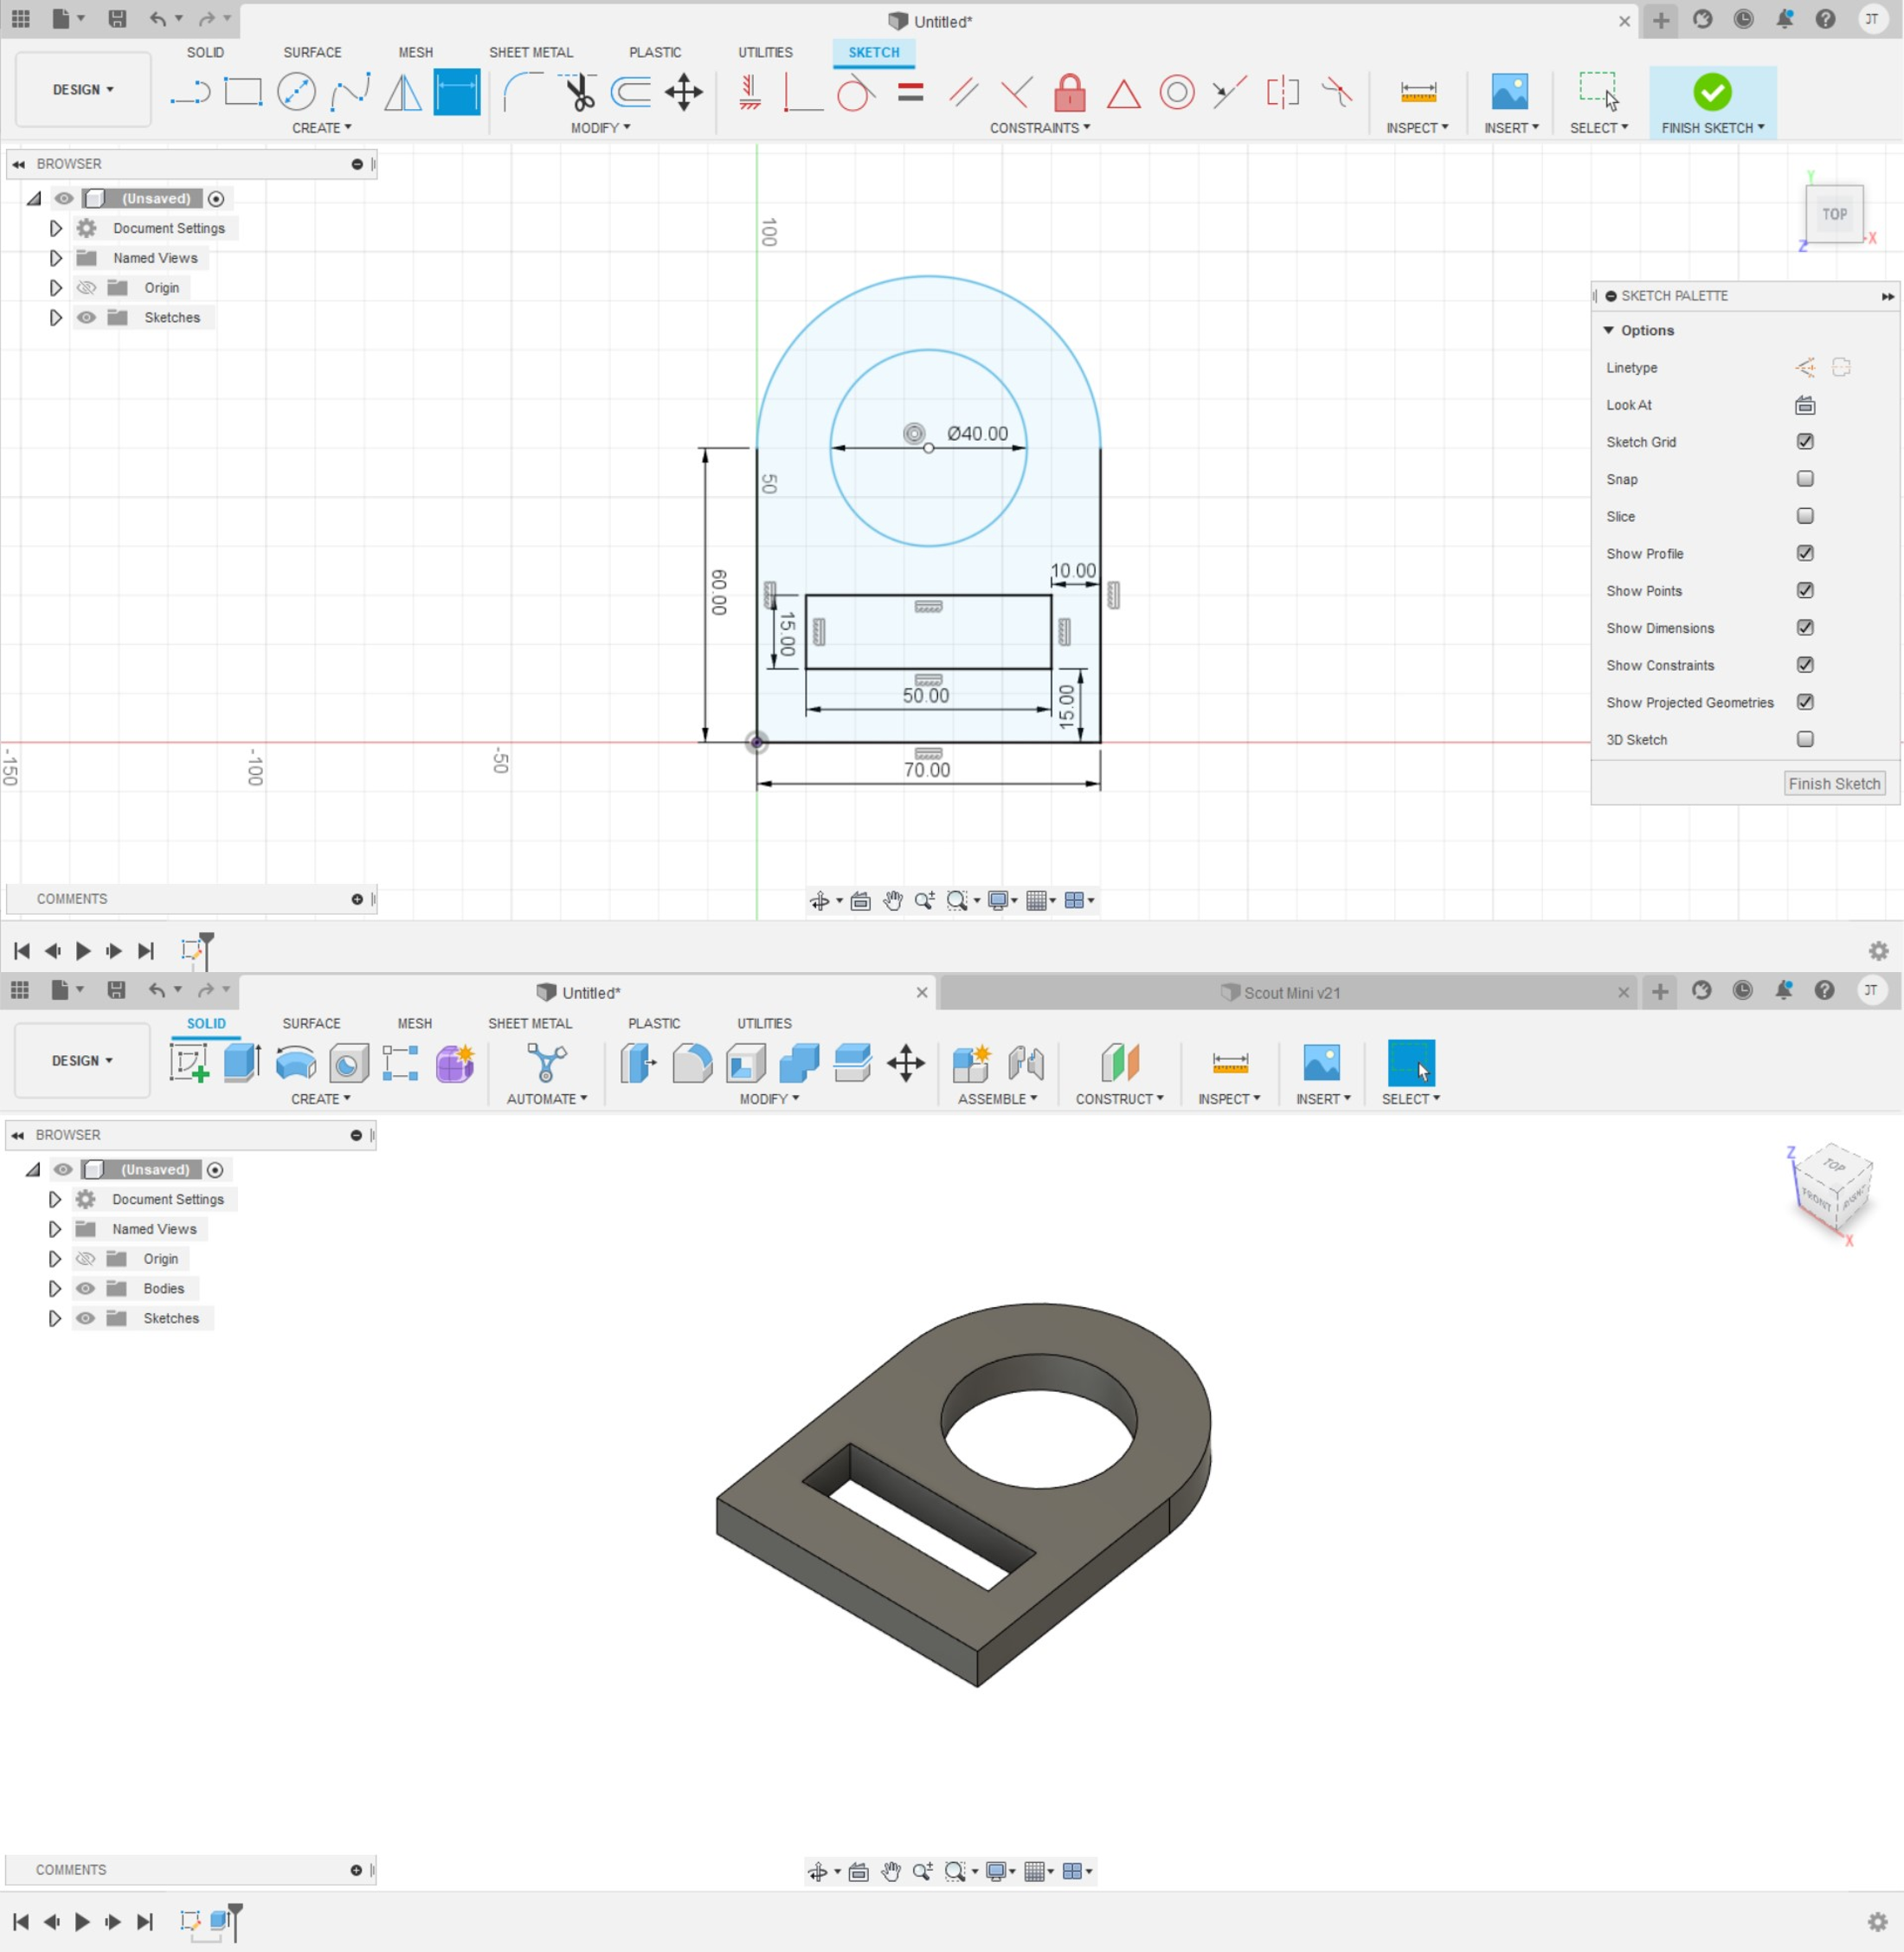 Untitled*
JT
SOLID SURFACE MESH SHEET METAL PLASTIC UTILITIES SKETCH
DESIGN
CREATE MODIFY CONSTRAINTS INSPECT INSERT SELECT FINISH SKETCH
BROWSER
(Unsaved)
Document Settings
Named Views
Origin
Sketches
100
50
-50
-100
-150
Ø40.00
60.00
10.00
15.00
50.00
15.00
70.00
Y
TOP
X
Z
SKETCH PALETTE
Options
Linetype
Look At
Sketch Grid
Snap
Slice
Show Profile
Show Points
Show Dimensions
Show Constraints
Show Projected Geometries
3D Sketch
Finish Sketch
COMMENTS
Untitled*
Scout Mini v21
JT
SOLID SURFACE MESH SHEET METAL PLASTIC UTILITIES
DESIGN
CREATE AUTOMATE MODIFY ASSEMBLE CONSTRUCT INSPECT INSERT SELECT
BROWSER
(Unsaved)
Document Settings
Named Views
Origin
Bodies
Sketches
Z
TOP
FRONT
RIGHT
X
COMMENTS